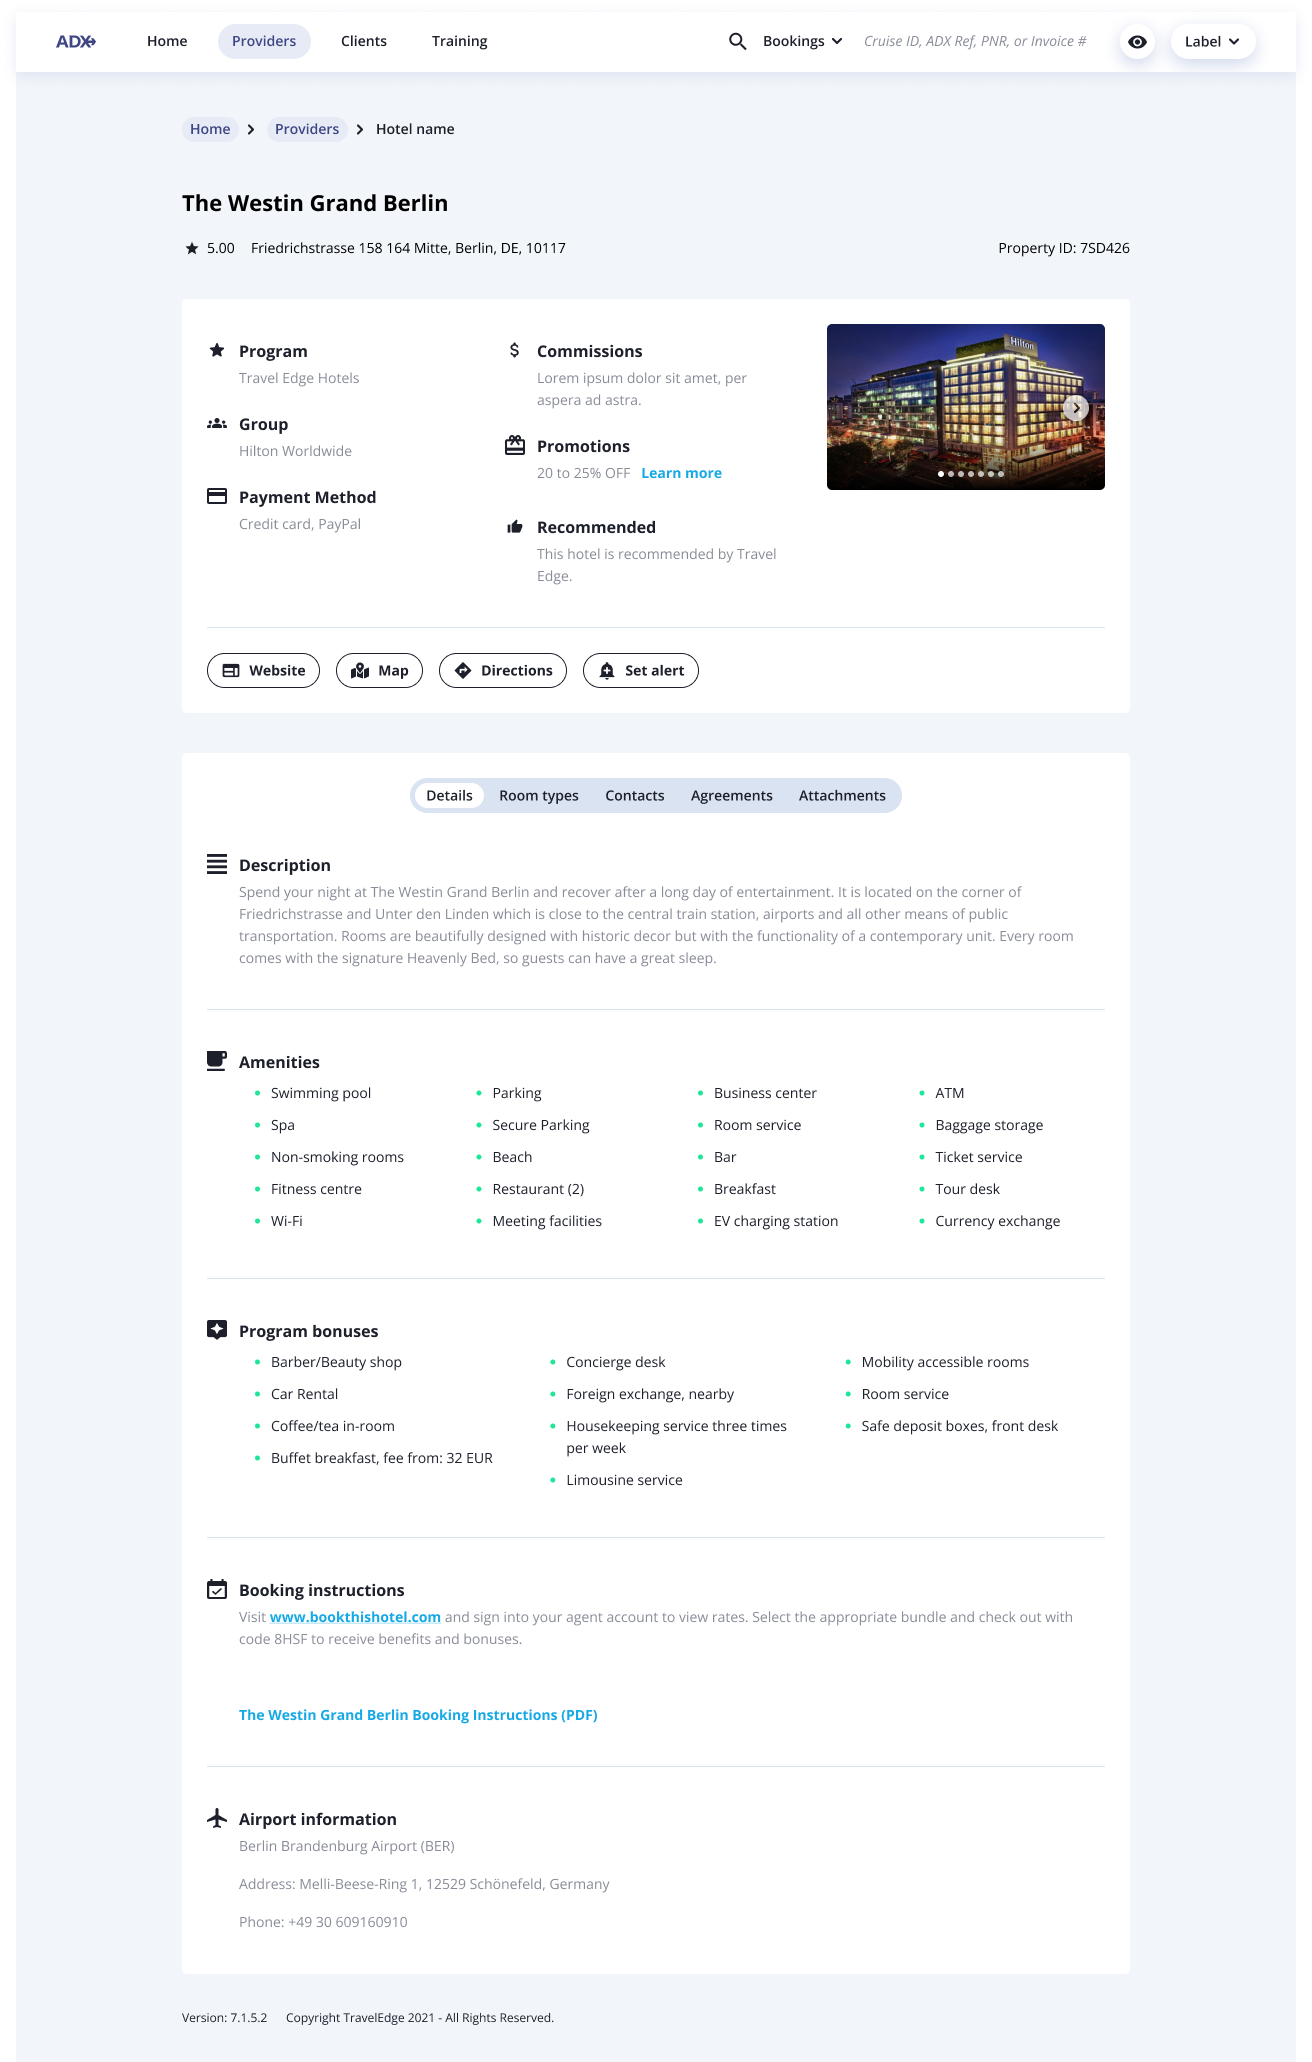 ADX
Home
Providers
Clients
Training
Bookings
Cruise ID, ADX Ref, PNR, or Invoice #
Label
Home
Providers
Hotel name
The Westin Grand Berlin
5.00 Friedrichstrasse 158 164 Mitte, Berlin, DE, 10117
Property ID: 7SD426
Program
Travel Edge Hotels
Group
Hilton Worldwide
Payment Method
Credit card, PayPal
Commissions
Lorem ipsum dolor sit amet, per
aspera ad astra.
Promotions
20 to 25% OFF Learn more
Recommended
This hotel is recommended by Travel
Edge.
Hilton
Website
Map
Directions
Set alert
Details
Room types
Contacts
Agreements
Attachments
Description
Spend your night at The Westin Grand Berlin and recover after a long day of entertainment. It is located on the corner of
Friedrichstrasse and Unter den Linden which is close to the central train station, airports and all other means of public
transportation. Rooms are beautifully designed with historic decor but with the functionality of a contemporary unit. Every room
comes with the signature Heavenly Bed, so guests can have a great sleep.
Amenities
Swimming pool
Spa
Non-smoking rooms
Fitness centre
Wi-Fi
Parking
Secure Parking
Beach
Restaurant (2)
Meeting facilities
Business center
Room service
Bar
Breakfast
EV charging station
ATM
Baggage storage
Ticket service
Tour desk
Currency exchange
Program bonuses
Barber/Beauty shop
Car Rental
Coffee/tea in-room
Buffet breakfast, fee from: 32 EUR
Concierge desk
Foreign exchange, nearby
Housekeeping service three times
per week
Limousine service
Mobility accessible rooms
Room service
Safe deposit boxes, front desk
Booking instructions
Visit www.bookthishotel.com and sign into your agent account to view rates. Select the appropriate bundle and check out with
code 8HSF to receive benefits and bonuses.
The Westin Grand Berlin Booking Instructions (PDF)
Airport information
Berlin Brandenburg Airport (BER)
Address: Melli-Beese-Ring 1, 12529 Schönefeld, Germany
Phone: +49 30 609160910
Version: 7.1.5.2
Copyright TravelEdge 2021 - All Rights Reserved.